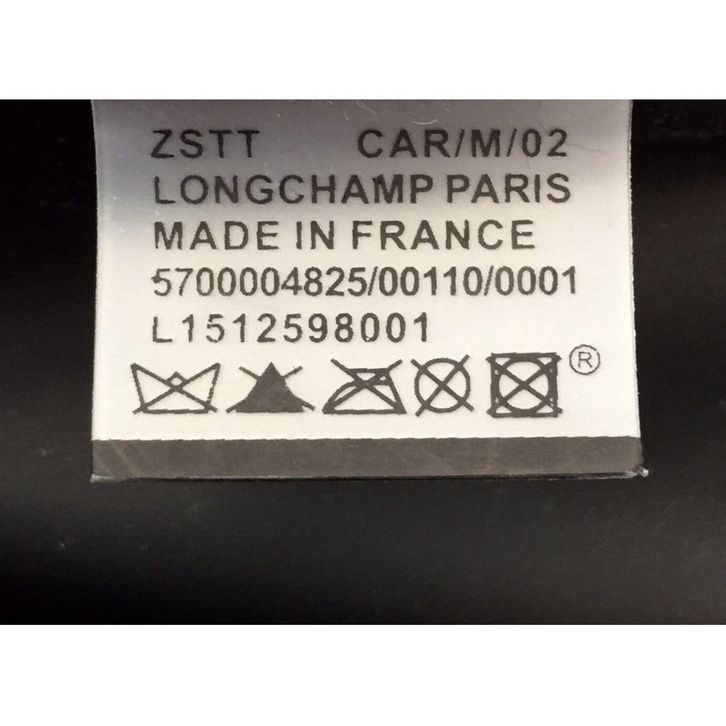 ZSTT CAR/M/02
LONGCHAMP PARIS
MADE IN FRANCE
5700004825/00110/0001
L1512598001
®